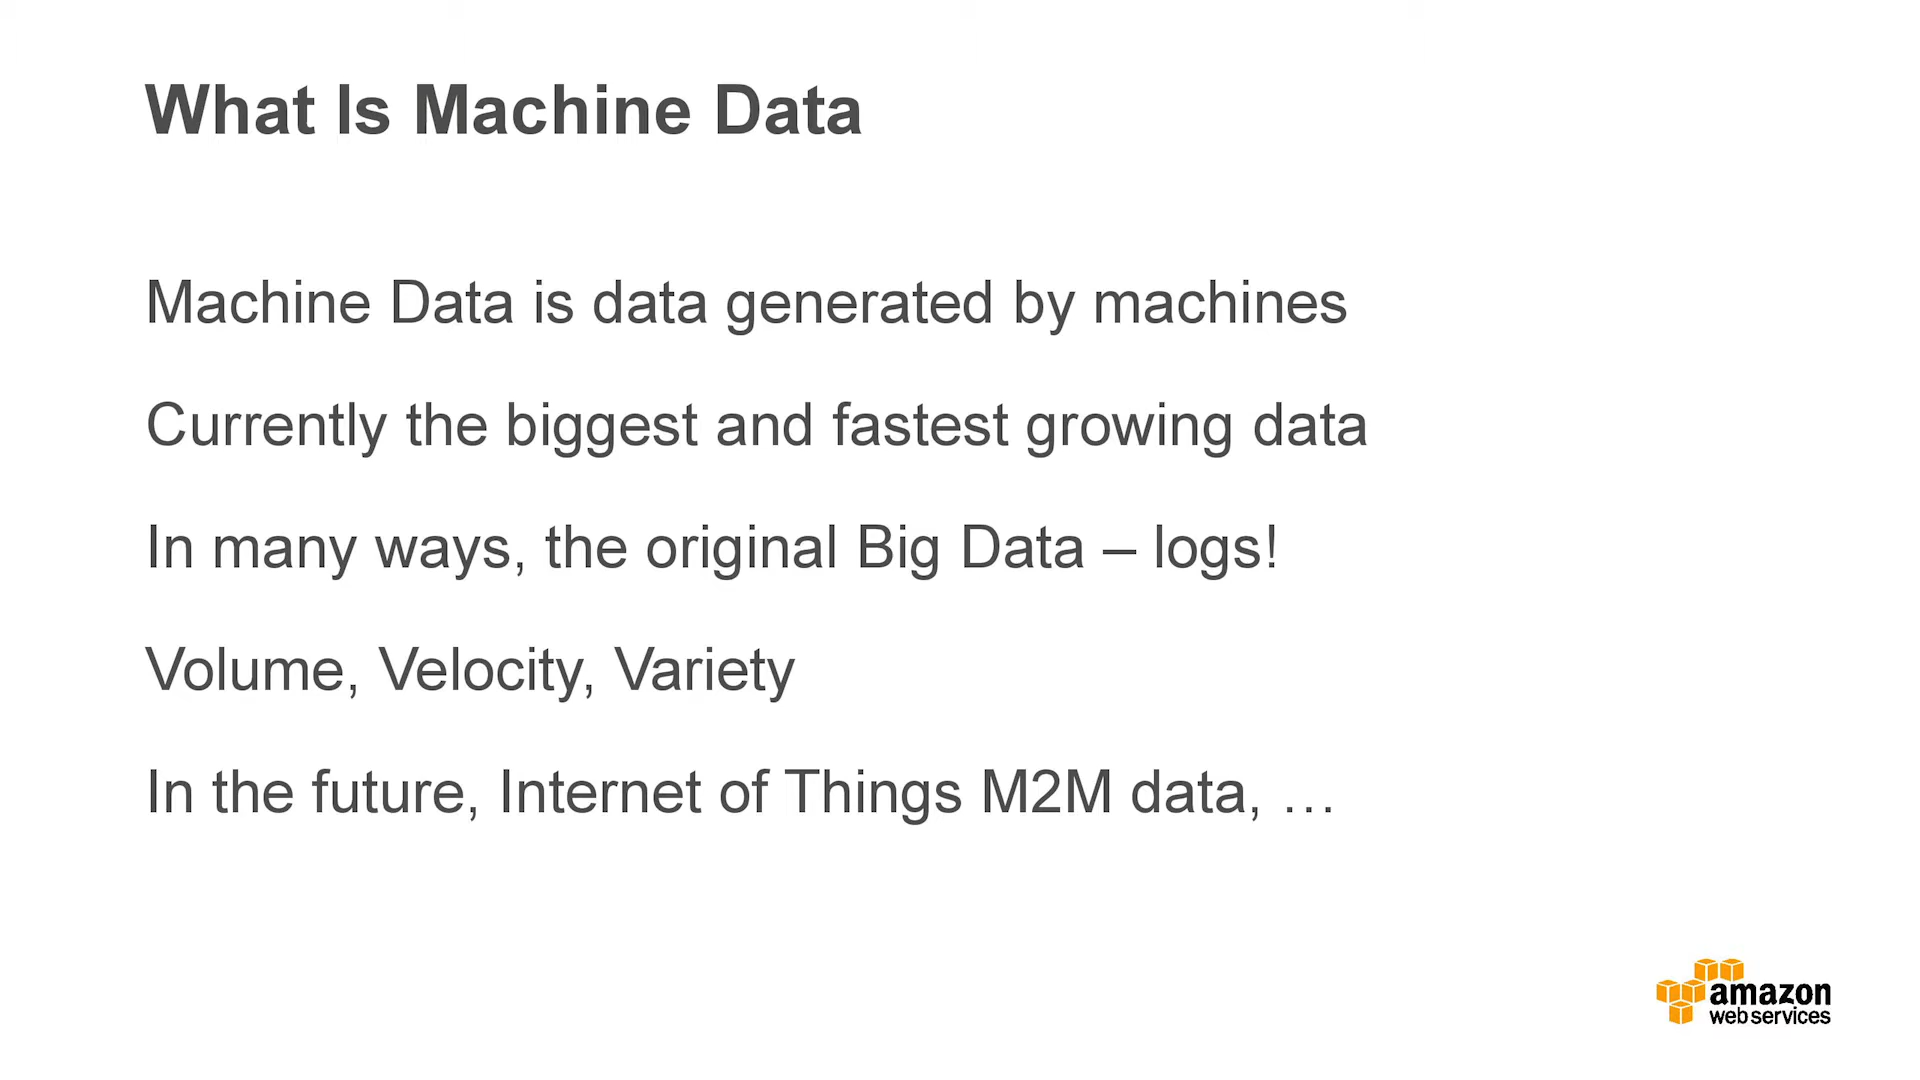 What Is Machine Data
Machine Data is data generated by machines
Currently the biggest and fastest growing data
In many ways, the original Big Data – logs!
Volume, Velocity, Variety
In the future, Internet of Things M2M data, …
amazon
web services